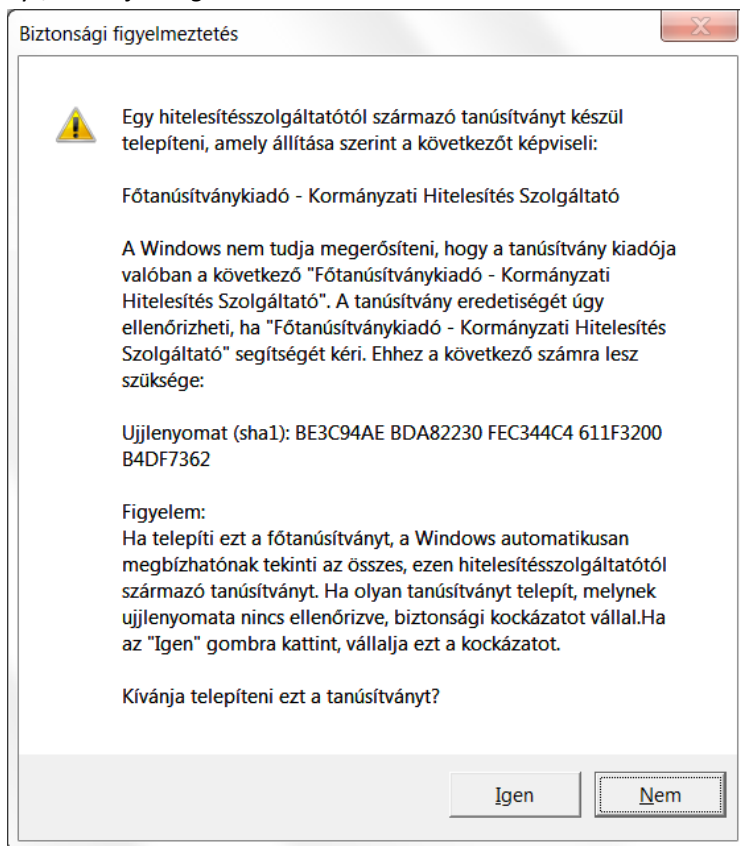 Biztonsági figyelmeztetés
Egy hitelesítésszolgáltatótól származó tanúsítványt készül
telepíteni, amely állítása szerint a következőt képviseli:
Főtanúsítványkiadó - Kormányzati Hitelesítés Szolgáltató
A Windows nem tudja megerősíteni, hogy a tanúsítvány kiadója
valóban a következő "Főtanúsítványkiadó - Kormányzati
Hitelesítés Szolgáltató". A tanúsítvány eredetiségét úgy
ellenőrizheti, ha "Főtanúsítványkiadó - Kormányzati Hitelesítés
Szolgáltató" segítségét kéri. Ehhez a következő számra lesz
szüksége:
Ujjlenyomat (sha1): BE3C94AE BDA82230 FEC344C4 611F3200
B4DF7362
Figyelem:
Ha telepíti ezt a főtanúsítványt, a Windows automatikusan
megbízhatónak tekinti az összes, ezen hitelesítésszolgáltatótól
származó tanúsítványt. Ha olyan tanúsítványt telepít, melynek
ujjlenyomata nincs ellenőrizve, biztonsági kockázatot vállal.Ha
az "Igen" gombra kattint, vállalja ezt a kockázatot.
Kívánja telepíteni ezt a tanúsítványt?
Igen
Nem